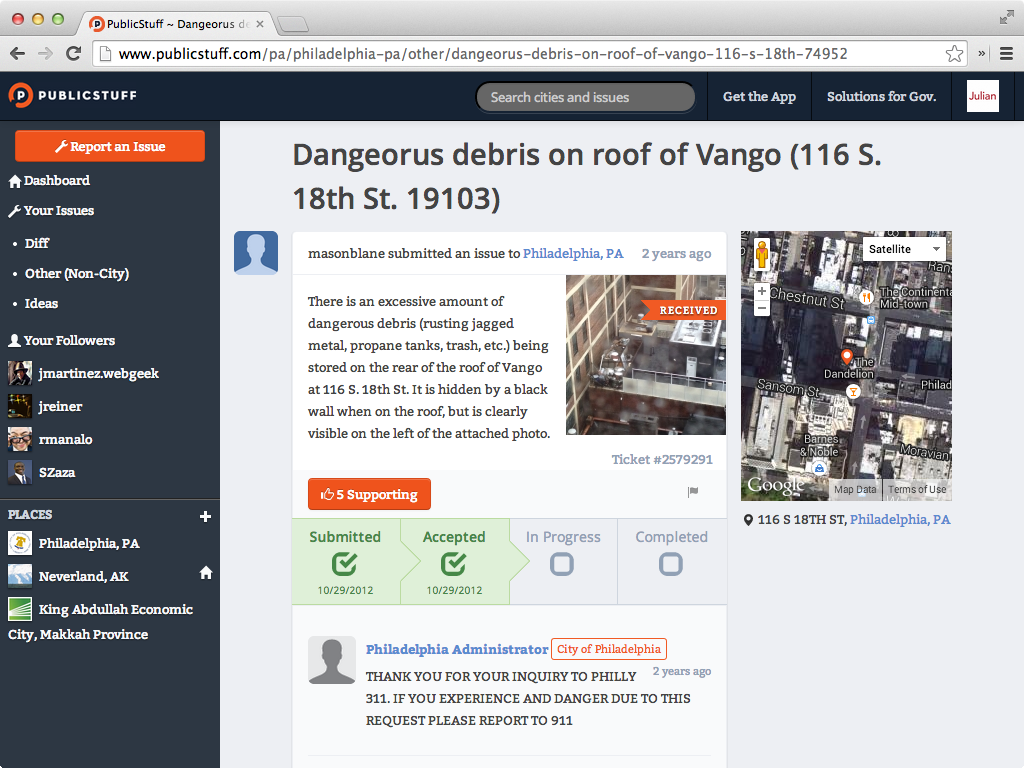 PublicStuff ~ Dangeorus de
www.publicstuff.com/pa/philadelphia-pa/other/dangeorus-debris-on-roof-of-vango-116-s-18th-74952
PUBLICSTUFF
Search cities and issues
Get the App
Solutions for Gov.
Julian
Report an Issue
Dashboard
Your Issues
• Diff
• Other (Non-City)
• Ideas
Your Followers
jmartinez.webgeek
jreiner
rmanalo
SZaza
PLACES
Philadelphia, PA
Neverland, AK
King Abdullah Economic
City, Makkah Province
Dangeorus debris on roof of Vango (116 S.
18th St. 19103)
masonblane submitted an issue to Philadelphia, PA
2 years ago
There is an excessive amount of
dangerous debris (rusting jagged
metal, propane tanks, trash, etc.) being
stored on the rear of the roof of Vango
at 116 S. 18th St. It is hidden by a black
wall when on the roof, but is clearly
visible on the left of the attached photo.
RECEIVED
Ticket #2579291
5 Supporting
Submitted
10/29/2012
Accepted
10/29/2012
In Progress
Completed
Philadelphia Administrator
City of Philadelphia
2 years ago
THANK YOU FOR YOUR INQUIRY TO PHILLY
311. IF YOU EXPERIENCE AND DANGER DUE TO THIS
REQUEST PLEASE REPORT TO 911
Satellite
Ran
The Continenta
Mid-town
Chestnut St
The
Dandelion
Sansom St
Philad
Barnes
& Noble
Moravian
Google
Map Data
Terms of Use
116 S 18TH ST, Philadelphia, PA